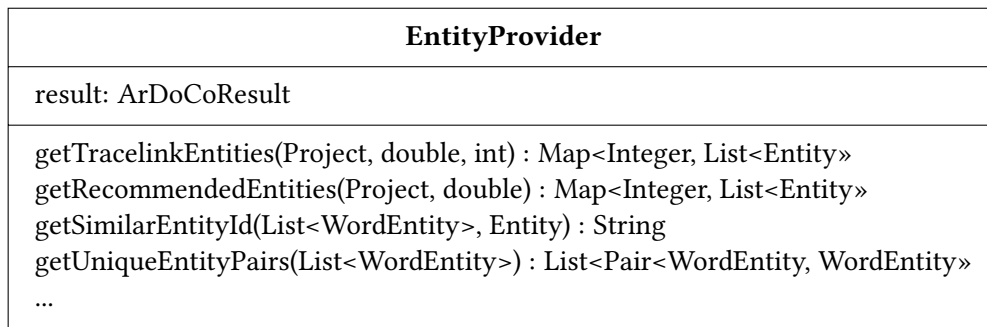 EntityProvider
result: ArDoCoResult
getTracelinkEntities(Project, double, int) : Map<Integer, List<Entity»
getRecommendedEntities(Project, double) : Map<Integer, List<Entity»
getSimilarEntityId(List<WordEntity>, Entity) : String
getUniqueEntityPairs(List<WordEntity>) : List<Pair<WordEntity, WordEntity»
...